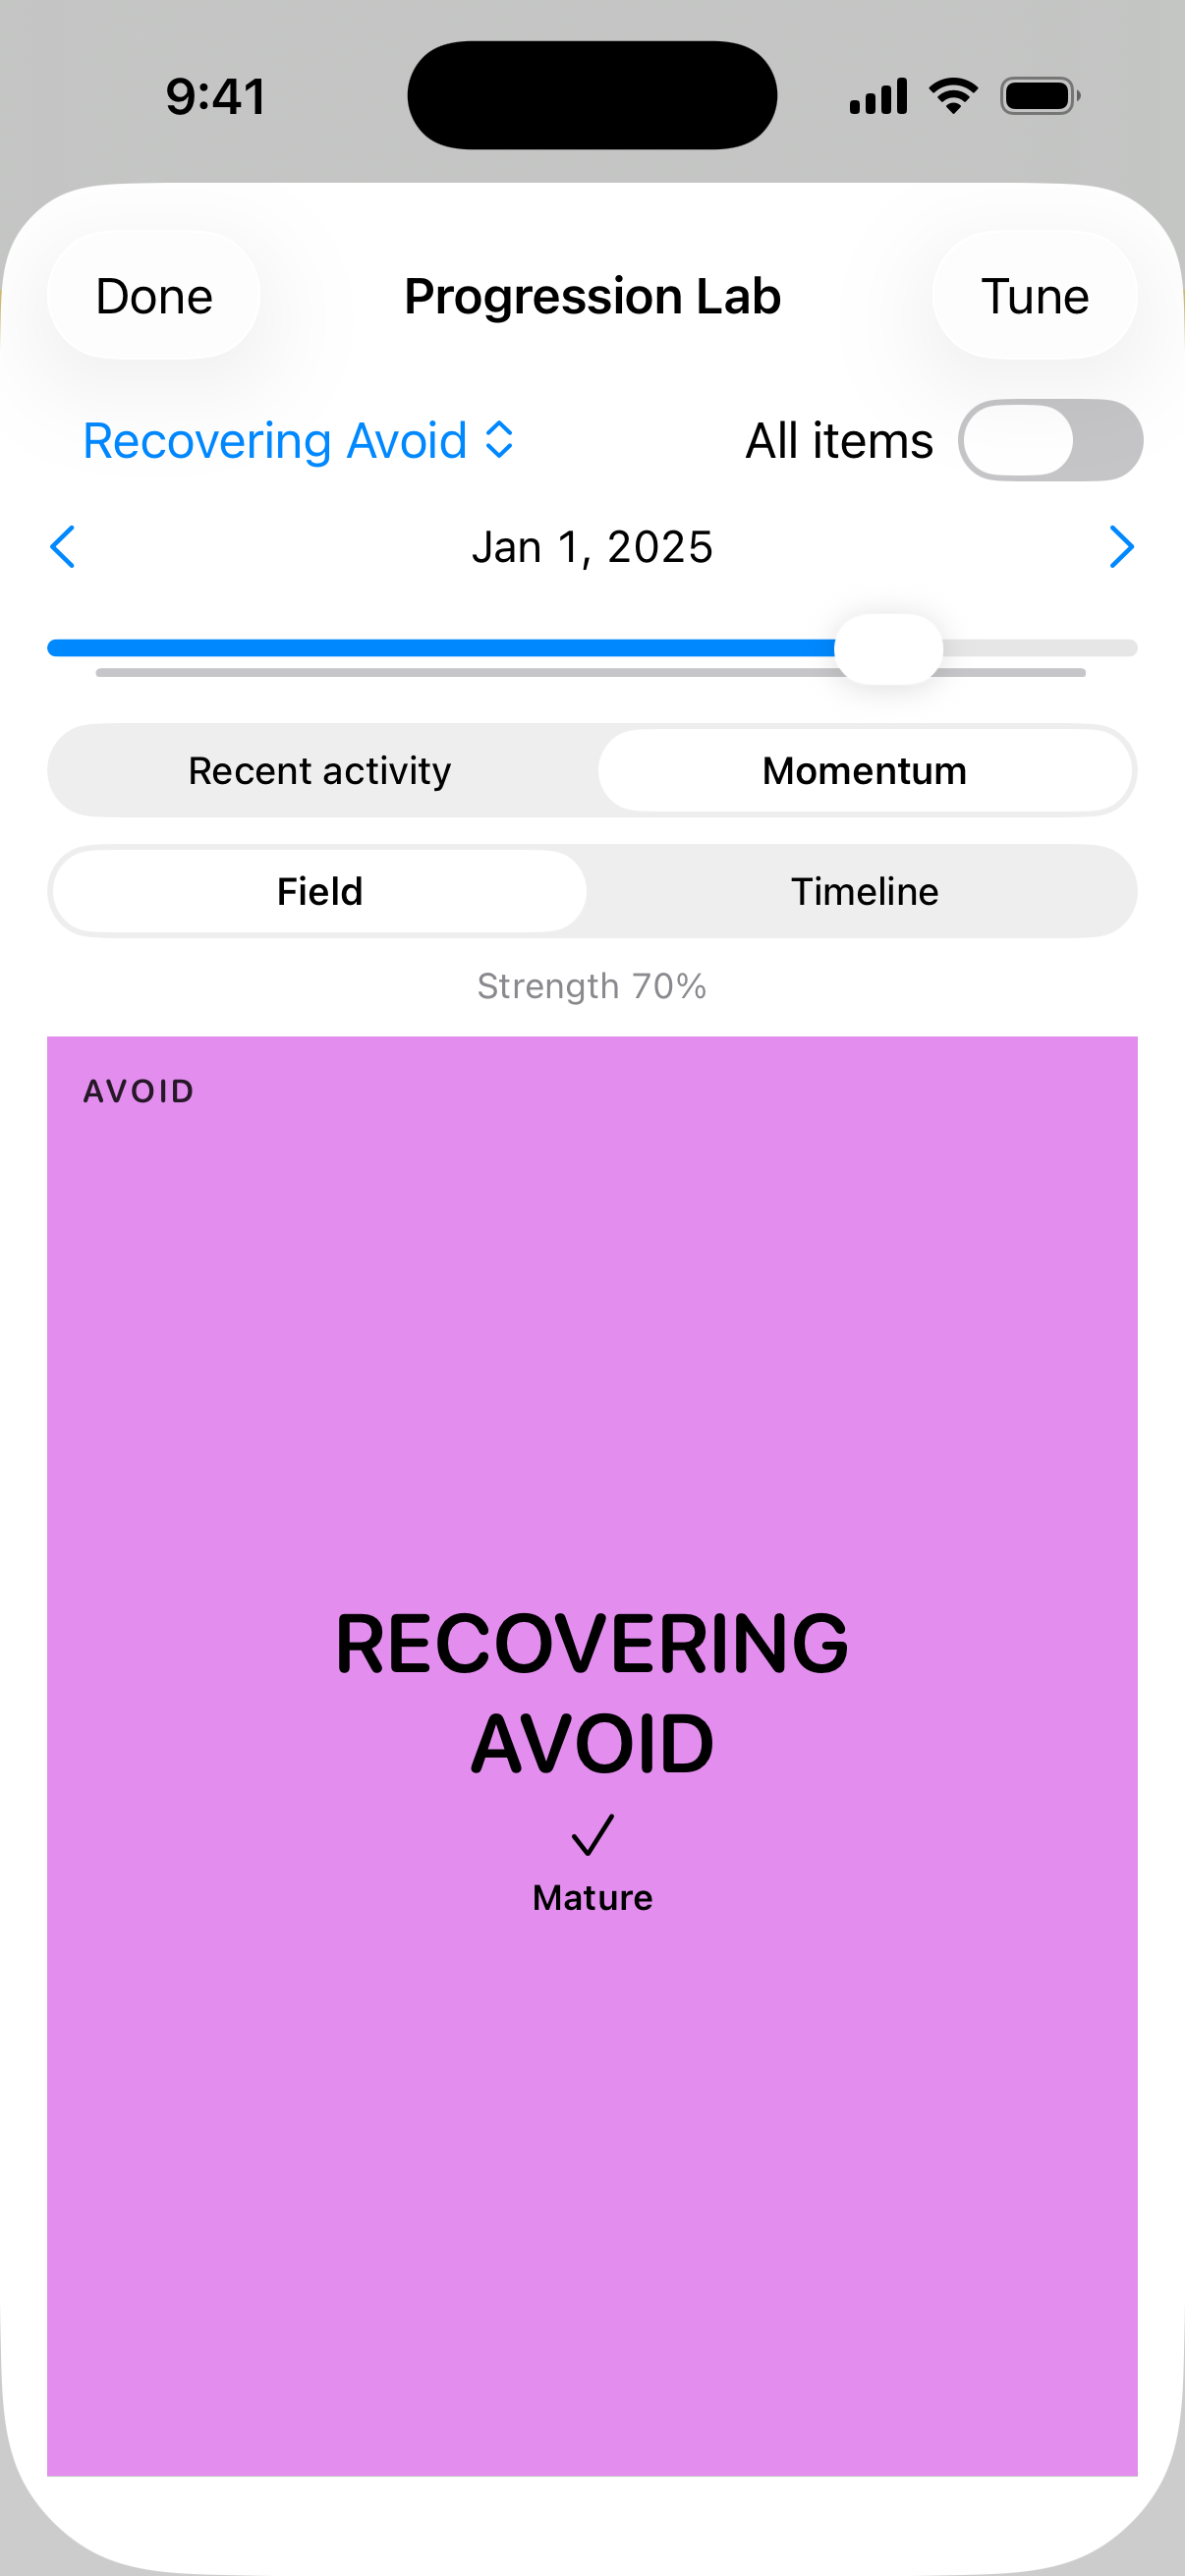 9:41
Done
Progression Lab
Tune
Recovering Avoid
All items
Jan 1, 2025
Recent activity
Momentum
Field
Timeline
Strength 70%
AVOID
RECOVERING
AVOID
Mature